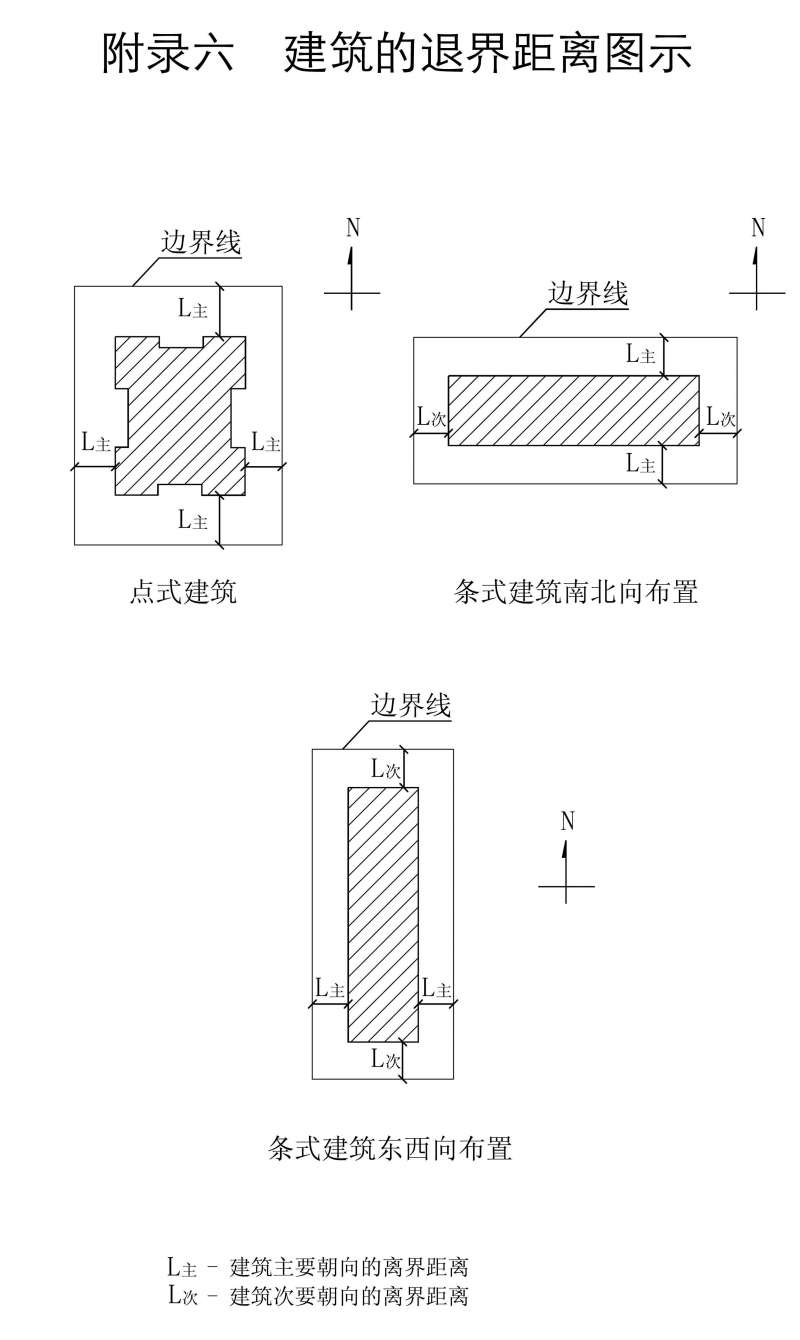 附录六 建筑的退界距离图示
N
N
边界线
边界线
L主
L主
L次
L次
L主
L主
L主
L主
点式建筑
条式建筑南北向布置
边界线
L次
N
L主
L主
L次
条式建筑东西向布置
L主 - 建筑主要朝向的离界距离
L次 - 建筑次要朝向的离界距离